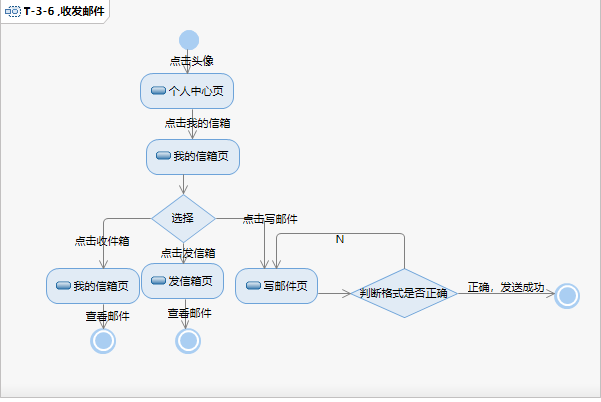 T-3-6 ,收发邮件
点击头像
个人中心页
点击我的信箱
我的信箱页
选择
点击写邮件
点击收件箱
点击发信箱
N
我的信箱页
发信箱页
写邮件页
判断格式是否正确
正确，发送成功
查看邮件
查看邮件